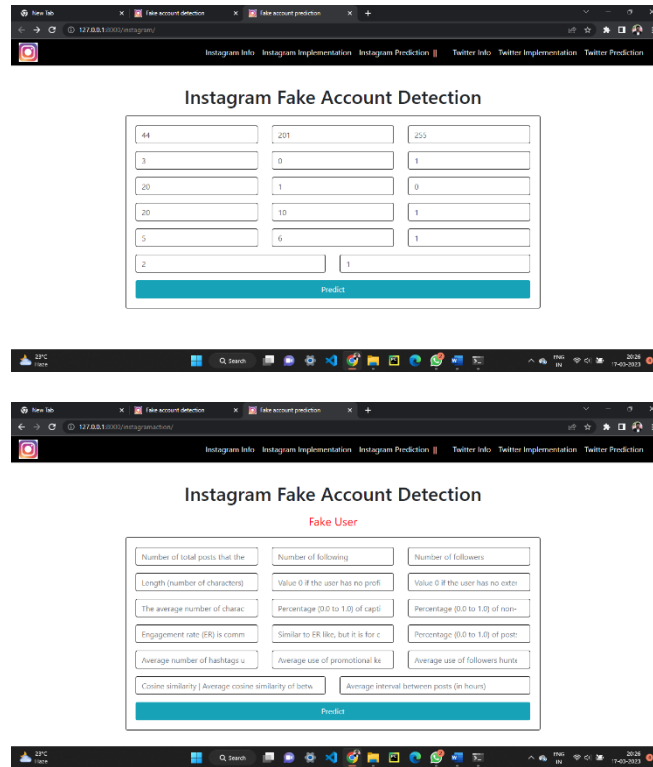 New Tab Fake account detection Fake account prediction
127.0.0.1:8000/instagram/
Instagram Info Instagram Implementation Instagram Prediction || Twitter Info Twitter Implementation Twitter Prediction
Instagram Fake Account Detection
44 201 255
3 0 1
20 1 0
20 10 1
5 6 1
2 1
Predict
23°C
Haze
Search
ENG
IN
20:26
17-03-2023
New Tab Fake account detection Fake account prediction
127.0.0.1:8000/instagramaction/
Instagram Info Instagram Implementation Instagram Prediction || Twitter Info Twitter Implementation Twitter Prediction
Instagram Fake Account Detection
Fake User
Number of total posts that the Number of following Number of followers
Length (number of characters) Value 0 if the user has no profi Value 0 if the user has no exter
The average number of charac Percentage (0.0 to 1.0) of capti Percentage (0.0 to 1.0) of non-
Engagement rate (ER) is comm Similar to ER like, but it is for c Percentage (0.0 to 1.0) of posts
Average number of hashtags u Average use of promotional ke Average use of followers hunte
Cosine similarity | Average cosine similarity of betw Average interval between posts (in hours)
Predict
23°C
Haze
Search
ENG
IN
20:26
17-03-2023